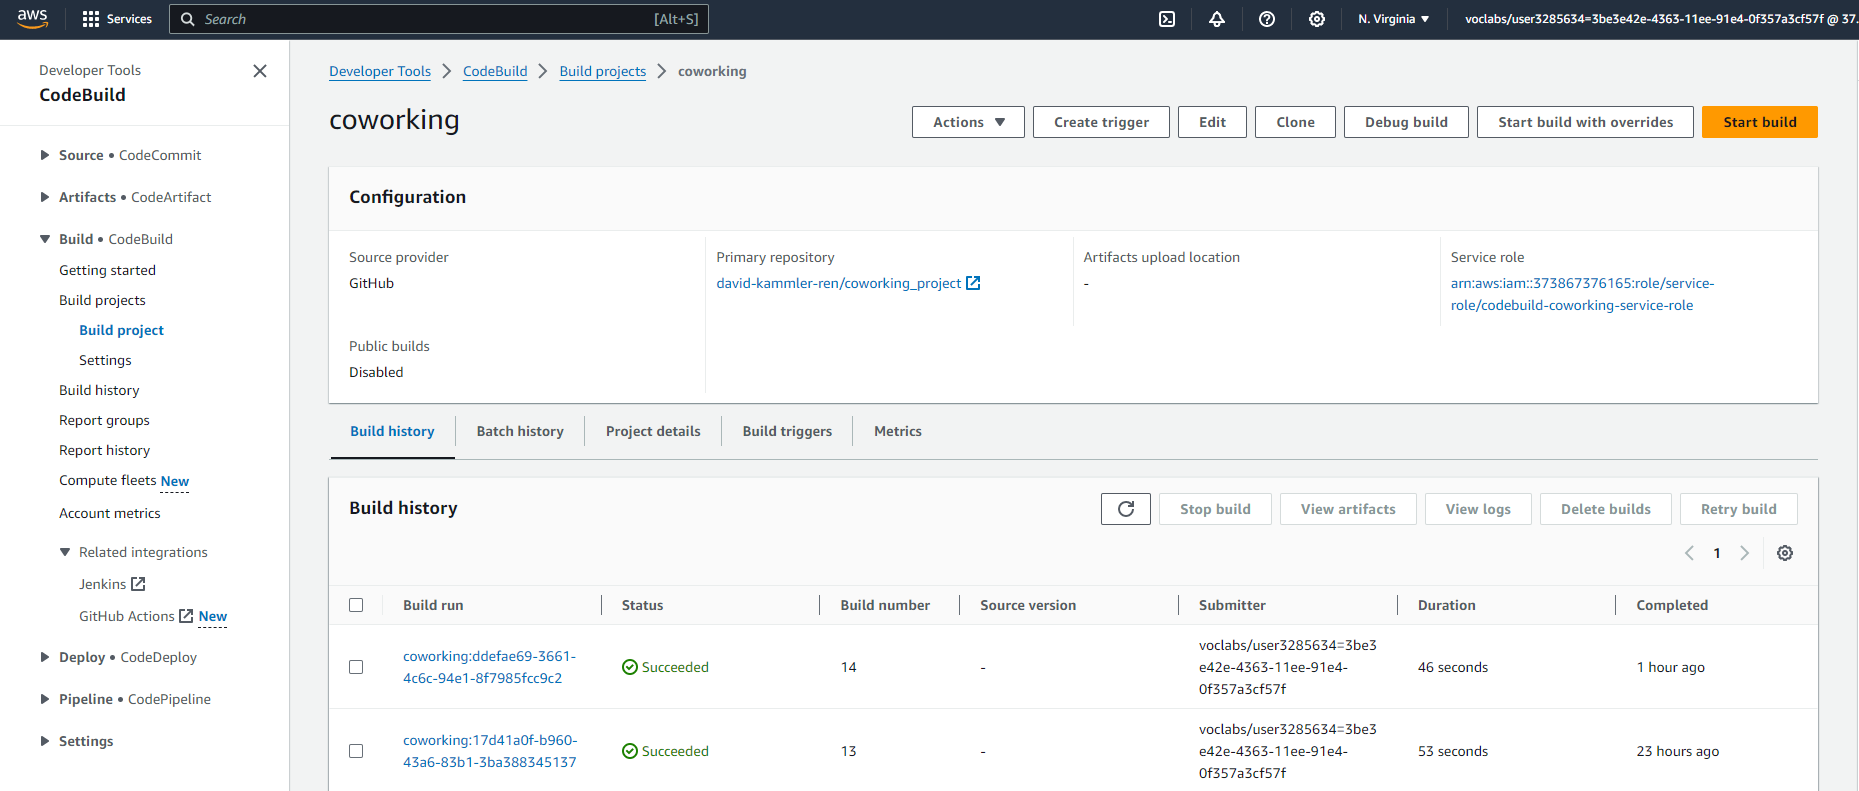 aws
Services
Search
[Alt+S]
N. Virginia
voclabs/user3285634=3be3e42e-4363-11ee-91e4-0f357a3cf57f @ 37.
Developer Tools
CodeBuild
Source • CodeCommit
Artifacts • CodeArtifact
Build • CodeBuild
Getting started
Build projects
Build project
Settings
Build history
Report groups
Report history
Compute fleets New
Account metrics
Related integrations
Jenkins
GitHub Actions New
Deploy • CodeDeploy
Pipeline • CodePipeline
Settings
Developer Tools
CodeBuild
Build projects
coworking
coworking
Actions
Create trigger
Edit
Clone
Debug build
Start build with overrides
Start build
Configuration
Source provider
GitHub
Primary repository
david-kammler-ren/coworking_project
Artifacts upload location
-
Service role
arn:aws:iam::373867376165:role/service-
role/codebuild-coworking-service-role
Public builds
Disabled
Build history
Batch history
Project details
Build triggers
Metrics
Build history
Stop build
View artifacts
View logs
Delete builds
Retry build
1
Build run
Status
Build number
Source version
Submitter
Duration
Completed
coworking:ddefae69-3661-
4c6c-94e1-8f7985fcc9c2
Succeeded
14
-
voclabs/user3285634=3be3
e42e-4363-11ee-91e4-
0f357a3cf57f
46 seconds
1 hour ago
coworking:17d41a0f-b960-
43a6-83b1-3ba388345137
Succeeded
13
-
voclabs/user3285634=3be3
e42e-4363-11ee-91e4-
0f357a3cf57f
53 seconds
23 hours ago